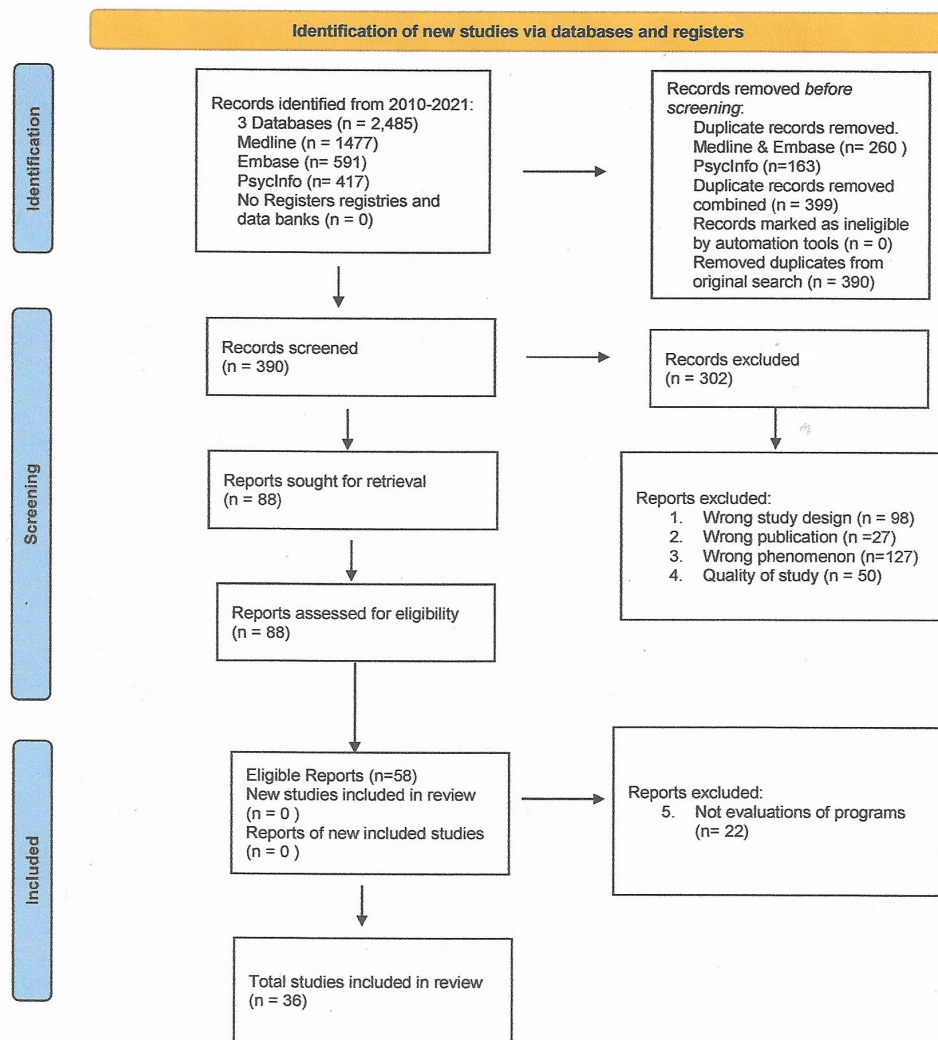 Identification of new studies via databases and registers
Identification
Records identified from 2010-2021:
3 Databases (n = 2,485)
Medline = 1477)
Embase = 591)
PsycInfo = 417)
No Registers registries and
data banks (n = 0)
Records removed before
screening:
Duplicate records removed.
Medline & Embase (n= 260 )
PsycInfo (n=163)
Duplicate records removed
combined (n = 399)
Records marked as ineligible
by automation tools (n = 0)
Removed duplicates from
original search (n = 390)
Screening
Records screened
(n = 390)
Records excluded
(n = 302)
Reports sought for retrieval
(n = 88)
Reports excluded:
1. Wrong study design (n = 98)
2. Wrong publication (n =27)
3. Wrong phenomenon (n=127)
4. Quality of study (n = 50)
Reports assessed for eligibility
(n = 88)
Included
Eligible Reports (n=58)
New studies included in review
(n = 0 )
Reports of new included studies
(n = 0 )
Reports excluded:
5. Not evaluations of programs
(n= 22)
Total studies included in review
(n = 36)